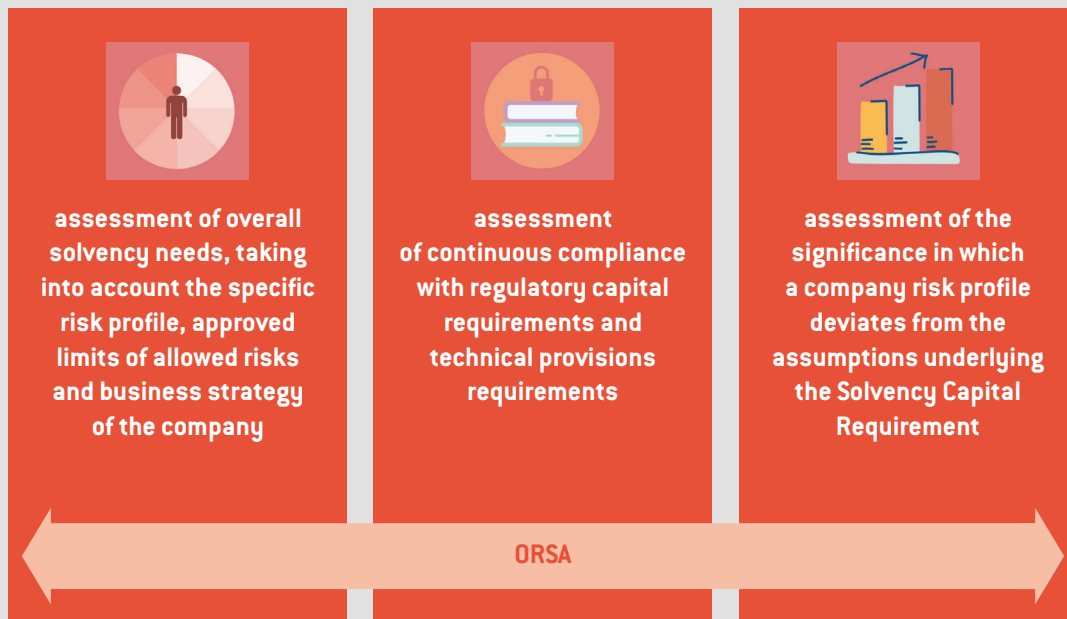 assessment of overall
solvency needs, taking
into account the specific
risk profile, approved
limits of allowed risks
and business strategy
of the company
assessment
of continuous compliance
with regulatory capital
requirements and
technical provisions
requirements
assessment of the
significance in which
a company risk profile
deviates from the
assumptions underlying
the Solvency Capital
Requirement
ORSA